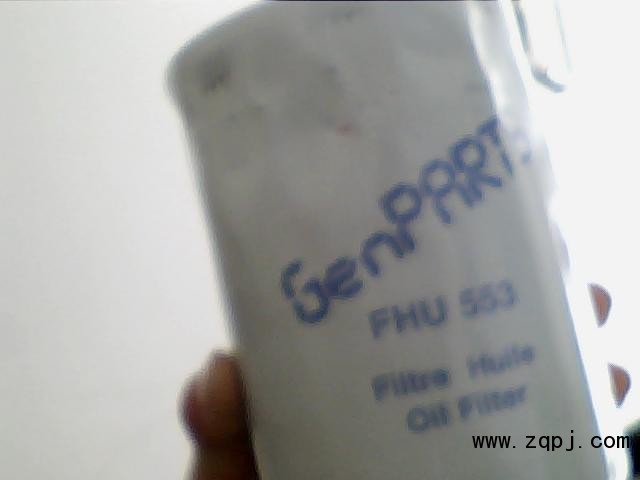 GenPARTS
FHU 553
Filtre Huile
Oil Filter
www.zqpj.com